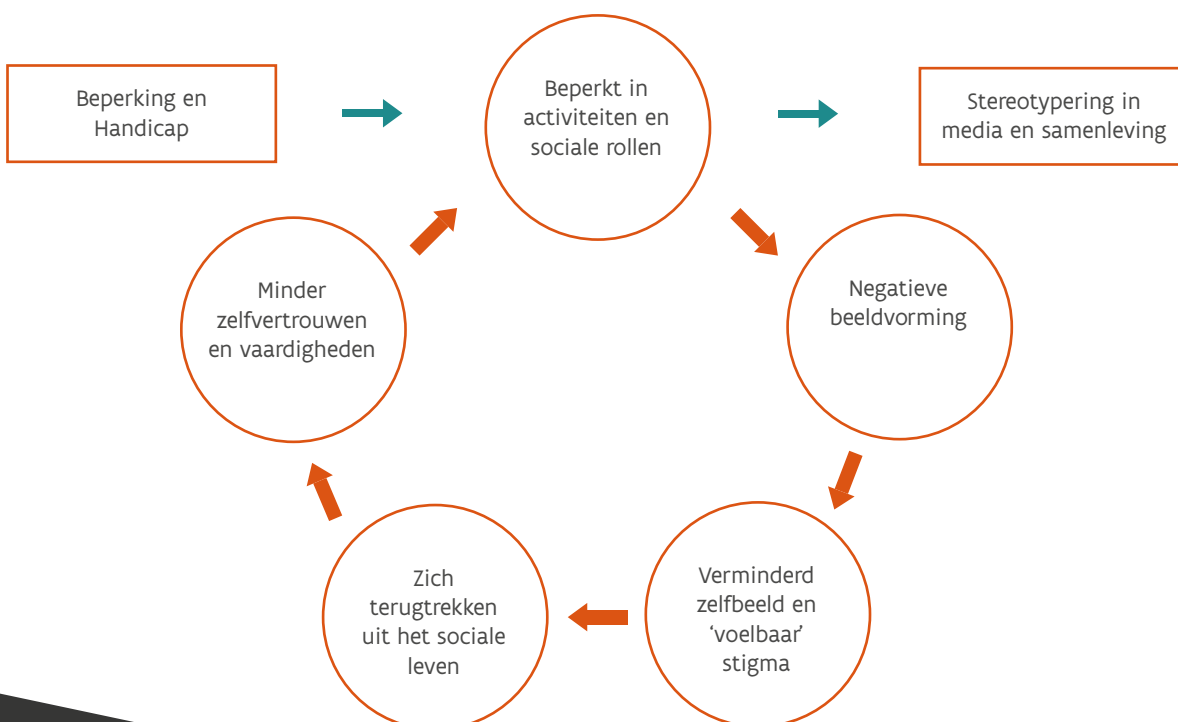 Beperking en
Handicap
Beperkt in
activiteiten en
sociale rollen
Stereotypering in
media en samenleving
Negatieve
beeldvorming
Verminderd
zelfbeeld en
‘voelbaar’
stigma
Zich
terugtrekken
uit het sociale
leven
Minder
zelfvertrouwen
en vaardigheden